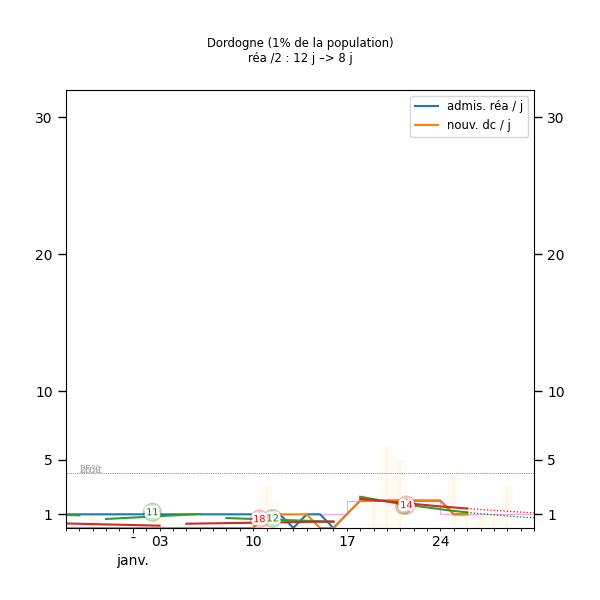 Dordogne (1% de la population)
réa /2 : 12 j –> 8 j
admis. réa / j
nouv. dc / j
30 30
20 20
10 10
5 5
1 1
11 18 12 14
- 03 10 17 24
janv.